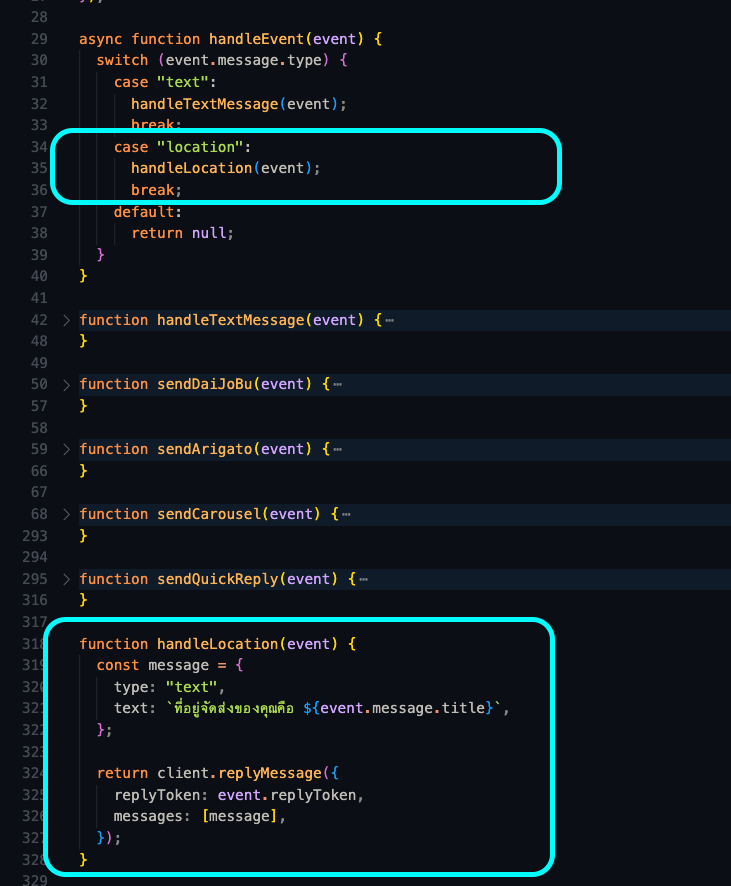 28
29 async function handleEvent(event) {
30 switch (event.message.type) {
31 case "text":
32 handleTextMessage(event);
33 break;
34 case "location":
35 handleLocation(event);
36 break;
37 default:
38 return null;
39 }
40 }
41
42 function handleTextMessage(event) {⋯
48 }
49
50 function sendDaiJoBu(event) {⋯
57 }
58
59 function sendArigato(event) {⋯
66 }
67
68 function sendCarousel(event) {⋯
293 }
294
295 function sendQuickReply(event) {⋯
316 }
317
318 function handleLocation(event) {
319 const message = {
320 type: "text",
321 text: `ที่อยู่จัดส่งของคุณคือ ${event.message.title}`,
322 };
323
324 return client.replyMessage({
325 replyToken: event.replyToken,
326 messages: [message],
327 });
328 }
329